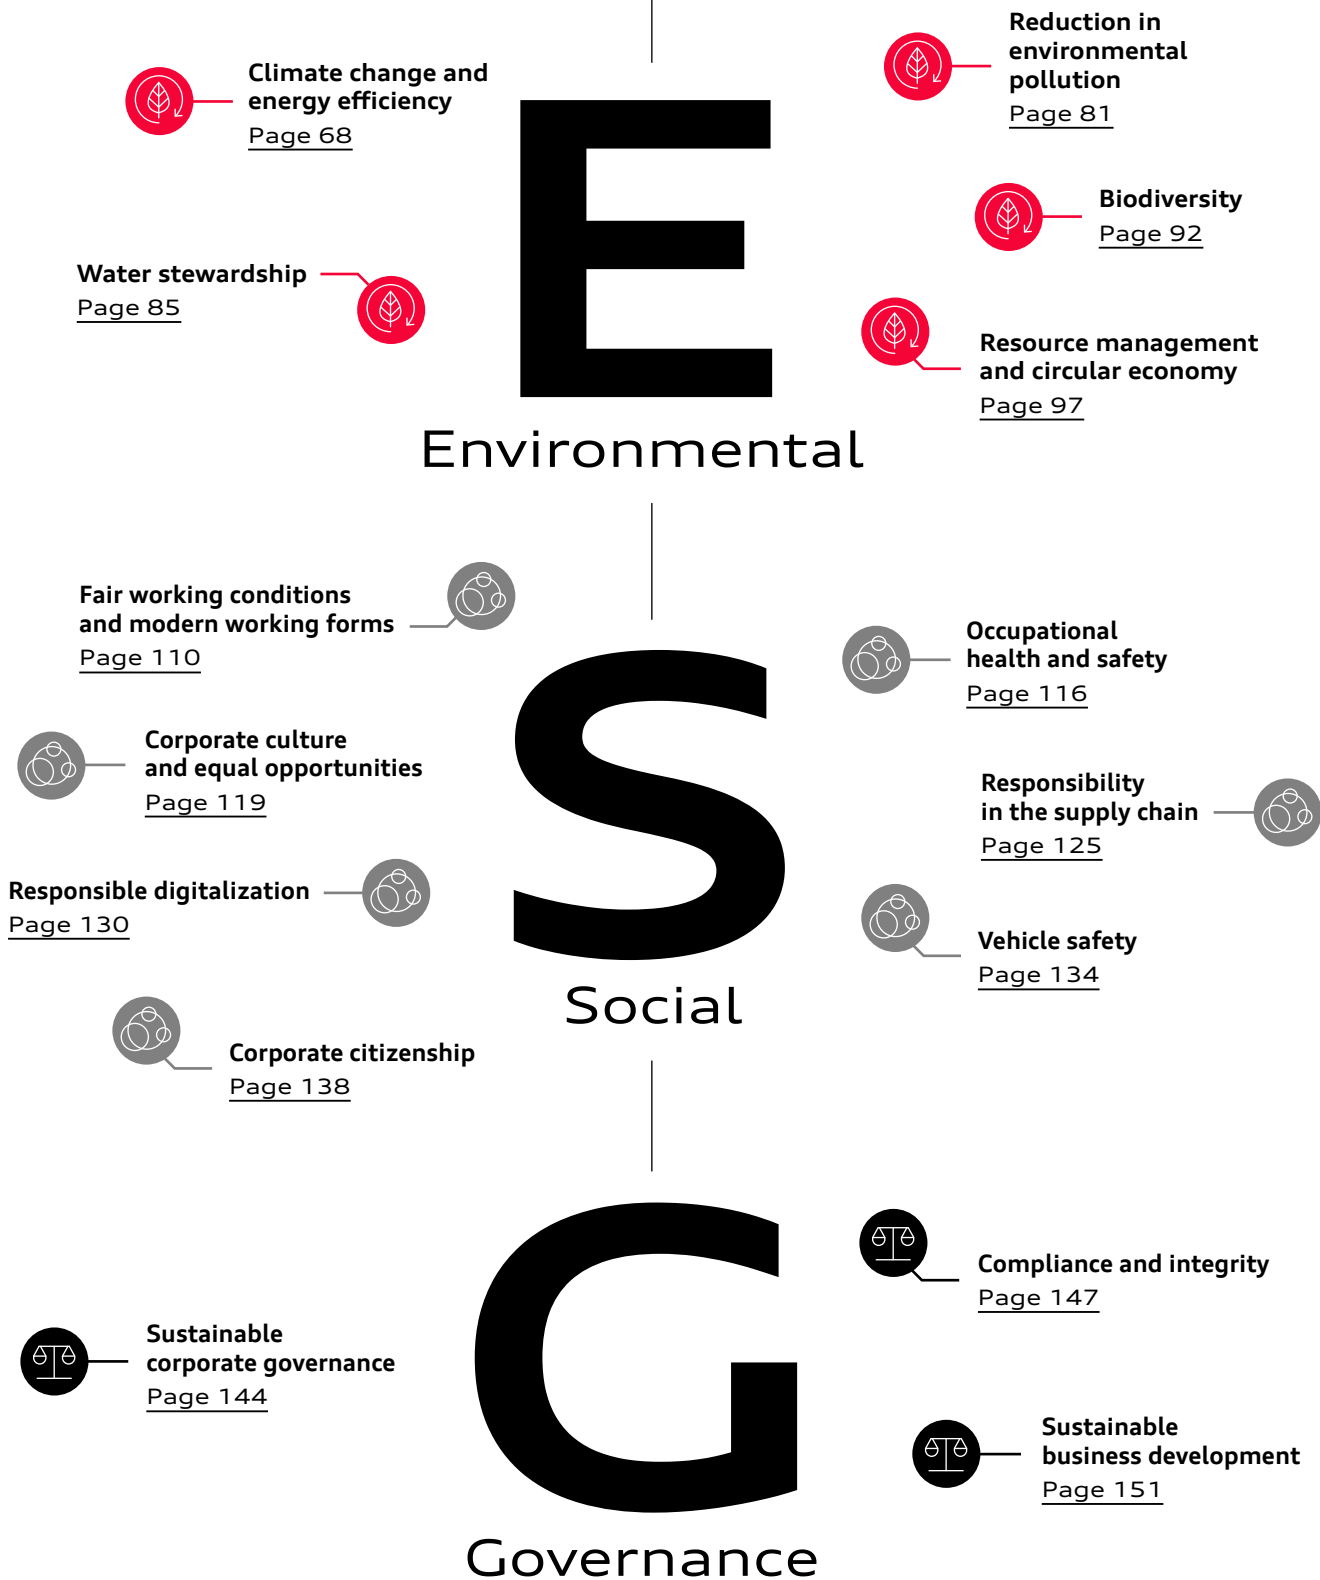 Climate change and
energy efficiency
Page 68
Reduction in
environmental
pollution
Page 81
Biodiversity
Page 92
Water stewardship
Page 85
Resource management
and circular economy
Page 97
E
Environmental
Fair working conditions
and modern working forms
Page 110
Occupational
health and safety
Page 116
Corporate culture
and equal opportunities
Page 119
Responsibility
in the supply chain
Page 125
Responsible digitalization
Page 130
Vehicle safety
Page 134
S
Social
Corporate citizenship
Page 138
Compliance and integrity
Page 147
Sustainable
corporate governance
Page 144
Sustainable
business development
Page 151
G
Governance